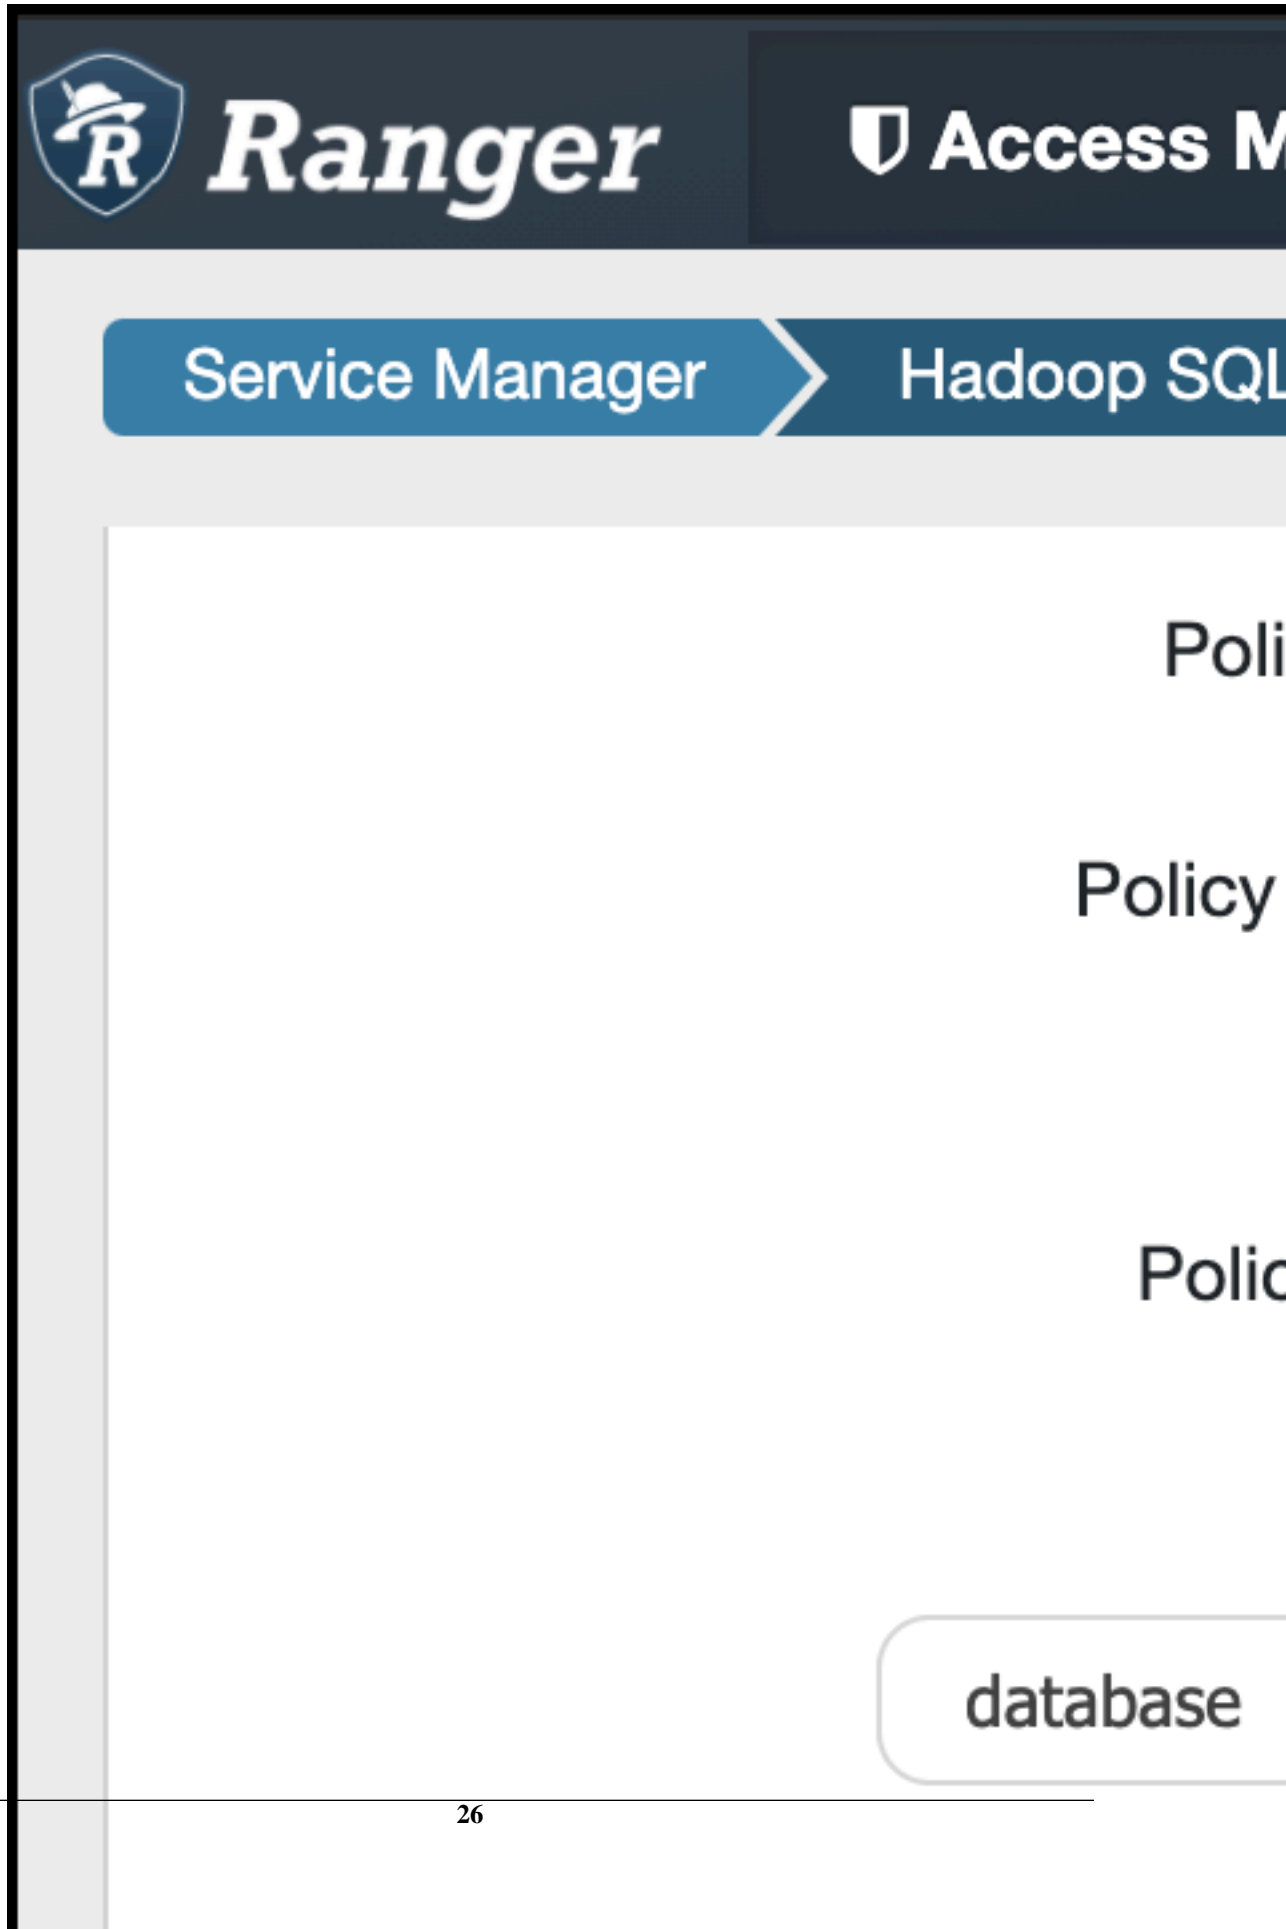 R Ranger Access M
Service Manager Hadoop SQL
Poli
Policy
Polic
database
26